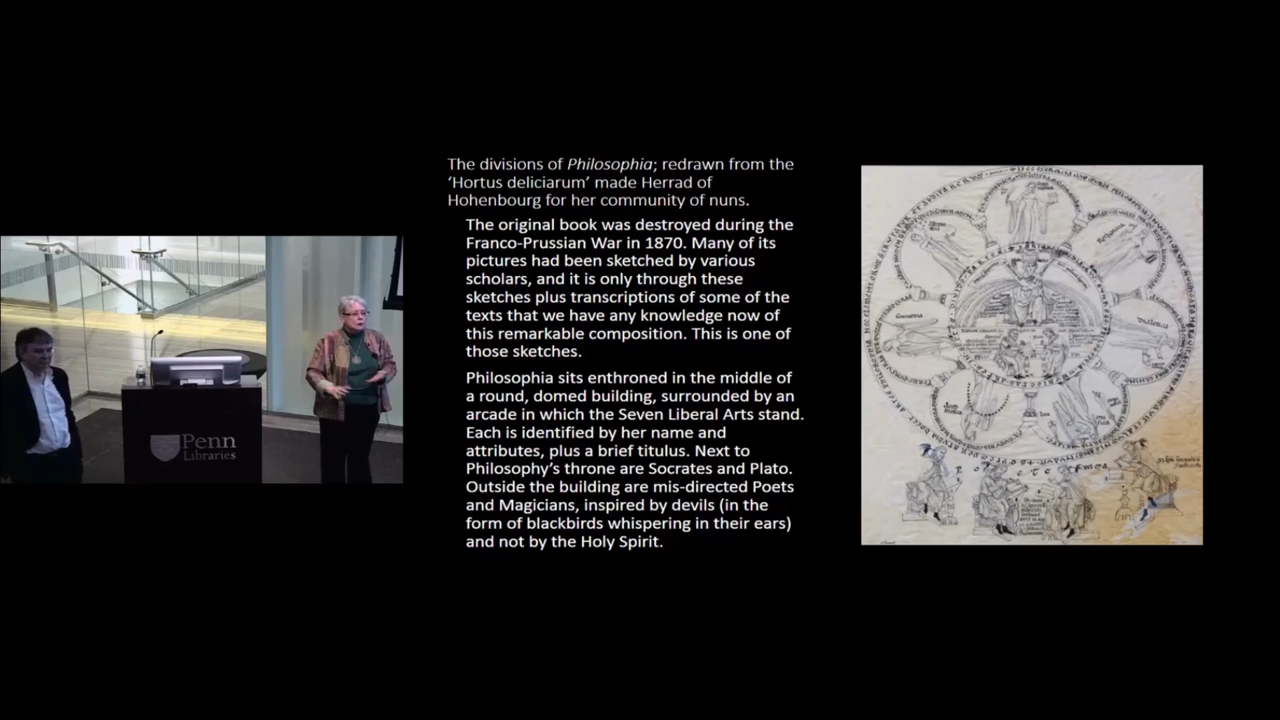 The divisions of Philosophia; redrawn from the
‘Hortus deliciarum’ made Herrad of
Hohenbourg for her community of nuns.
The original book was destroyed during the
Franco-Prussian War in 1870. Many of its
pictures had been sketched by various
scholars, and it is only through these
sketches plus transcriptions of some of the
texts that we have any knowledge now of
this remarkable composition. This is one of
those sketches.
Philosophia sits enthroned in the middle of
a round, domed building, surrounded by an
arcade in which the Seven Liberal Arts stand.
Each is identified by her name and
attributes, plus a brief titulus. Next to
Philosophy’s throne are Socrates and Plato.
Outside the building are mis-directed Poets
and Magicians, inspired by devils (in the
form of blackbirds whispering in their ears)
and not by the Holy Spirit.
Penn
Libraries